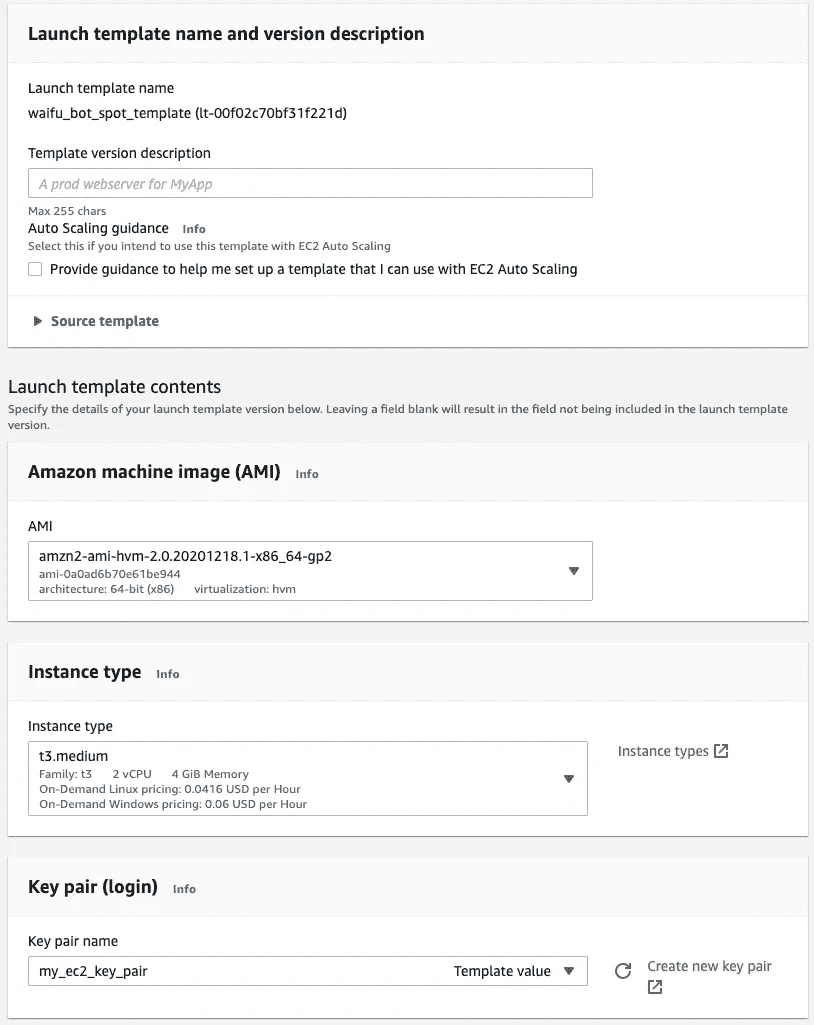 Launch template name and version description
Launch template name
waifu_bot_spot_template (lt-00f02c70bf31f221d)
Template version description
A prod webserver for MyApp
Max 255 chars
Auto Scaling guidance Info
Select this if you intend to use this template with EC2 Auto Scaling
Provide guidance to help me set up a template that I can use with EC2 Auto Scaling
Source template
Launch template contents
Specify the details of your launch template version below. Leaving a field blank will result in the field not being included in the launch template
version.
Amazon machine image (AMI) Info
AMI
amzn2-ami-hvm-2.0.20201218.1-x86_64-gp2
ami-0a0ad6b70e61be944
architecture: 64-bit (x86) virtualization: hvm
Instance type Info
Instance type
t3.medium
Family: t3 2 vCPU 4 GiB Memory
On-Demand Linux pricing: 0.0416 USD per Hour
On-Demand Windows pricing: 0.06 USD per Hour
Instance types
Key pair (login) Info
Key pair name
my_ec2_key_pair Template value
Create new key pair